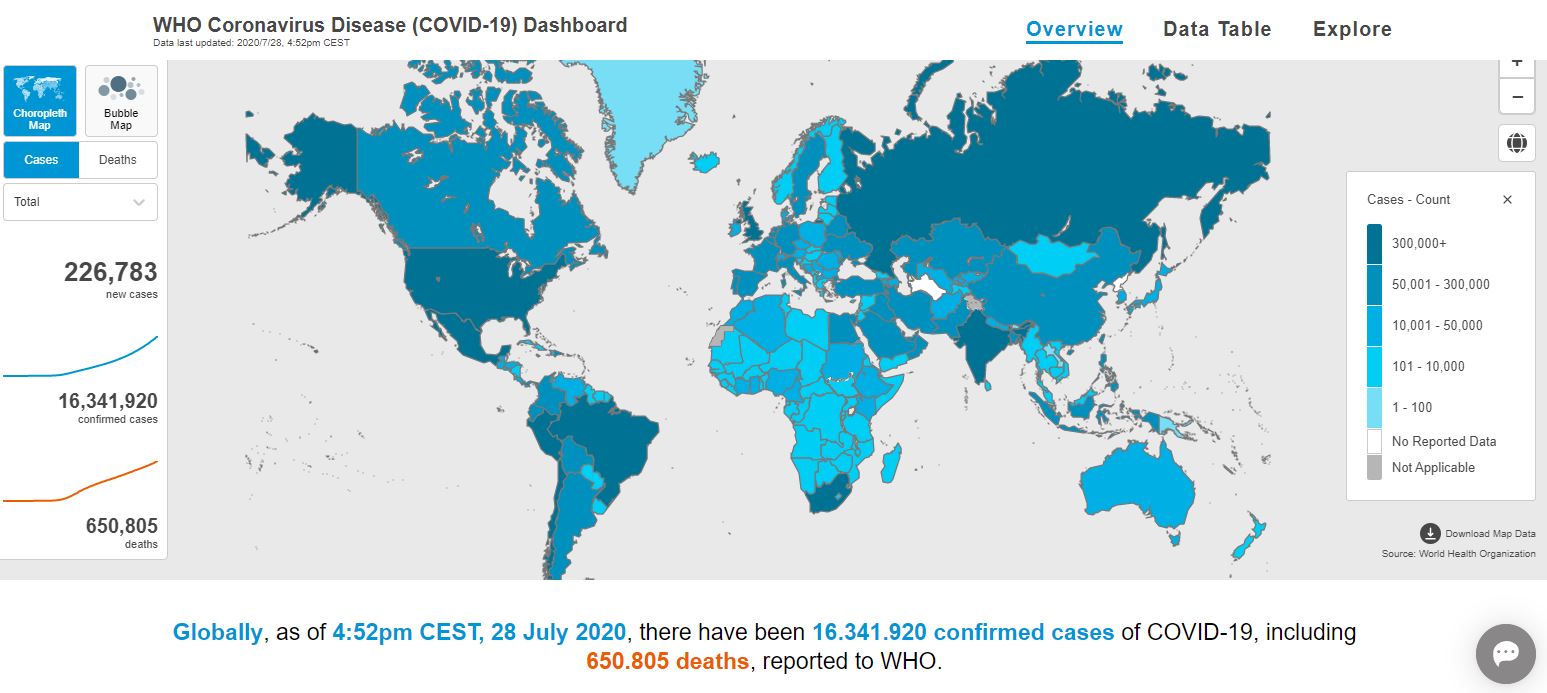 WHO Coronavirus Disease (COVID-19) Dashboard
Data last updated: 2020/7/28, 4:52pm CEST
Overview
Data Table
Explore
Choropleth
Map
Bubble
Map
Cases
Deaths
Total
226,783
new cases
16,341,920
confirmed cases
650,805
deaths
+
−
Cases - Count ×
300,000+
50,001 - 300,000
10,001 - 50,000
101 - 10,000
1 - 100
No Reported Data
Not Applicable
Download Map Data
Source: World Health Organization
Globally, as of 4:52pm CEST, 28 July 2020, there have been 16.341.920 confirmed cases of COVID-19, including
650.805 deaths, reported to WHO.